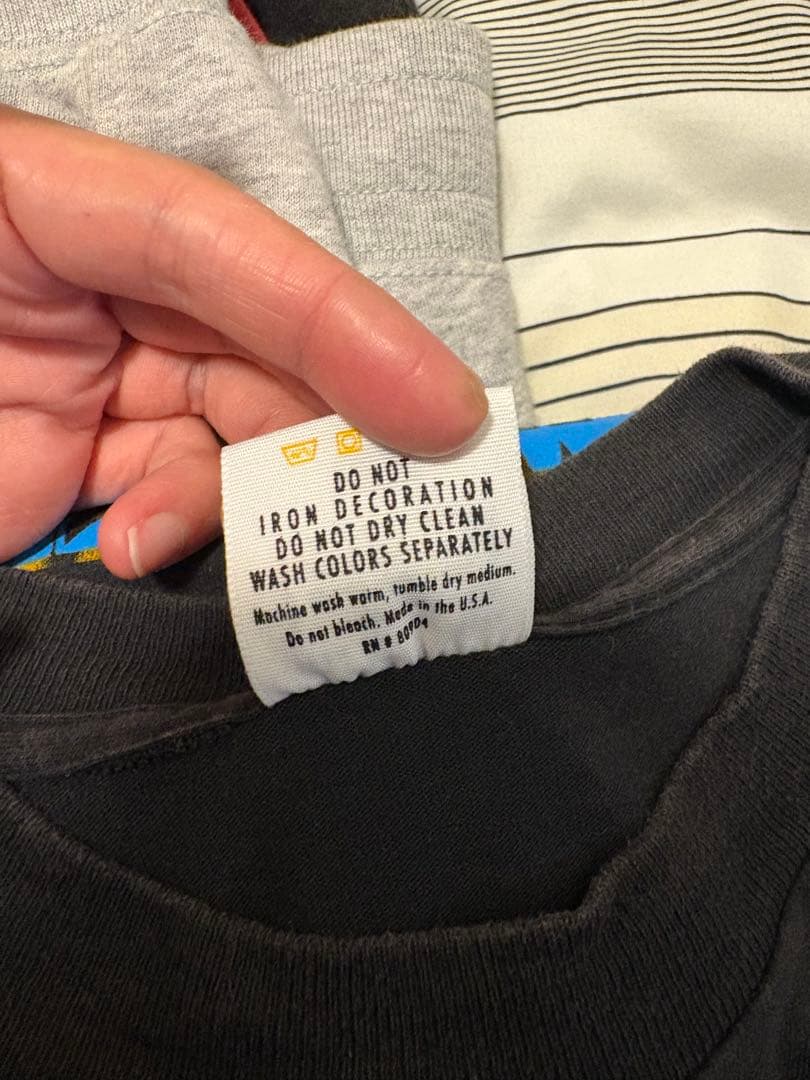 DO NOT
IRON DECORATION
DO NOT DRY CLEAN
WASH COLORS SEPARATELY
Machine wash warm, tumble dry medium.
Do not bleach. Made in the U.S.A.
RN #